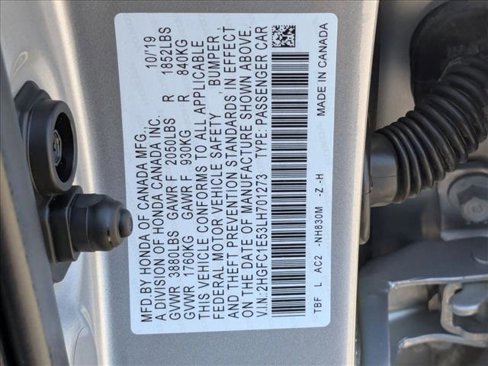 MFD. BY HONDA OF CANADA MFG., 10/19
A DIVISION OF HONDA CANADA INC.
GVWR 3880LBS GAWR F 2050LBS R 1852LBS
GVWR 1760KG GAWR F 930KG R 840KG
THIS VEHICLE CONFORMS TO ALL APPLICABLE
FEDERAL MOTOR VEHICLE SAFETY, BUMPER,
AND THEFT PREVENTION STANDARDS IN EFFECT
ON THE DATE OF MANUFACTURE SHOWN ABOVE.
V.I.N. 2HGFC1E53LH701273 TYPE: PASSENGER CAR
TBF L AC2 -NH830M -Z -H
MADE IN CANADA